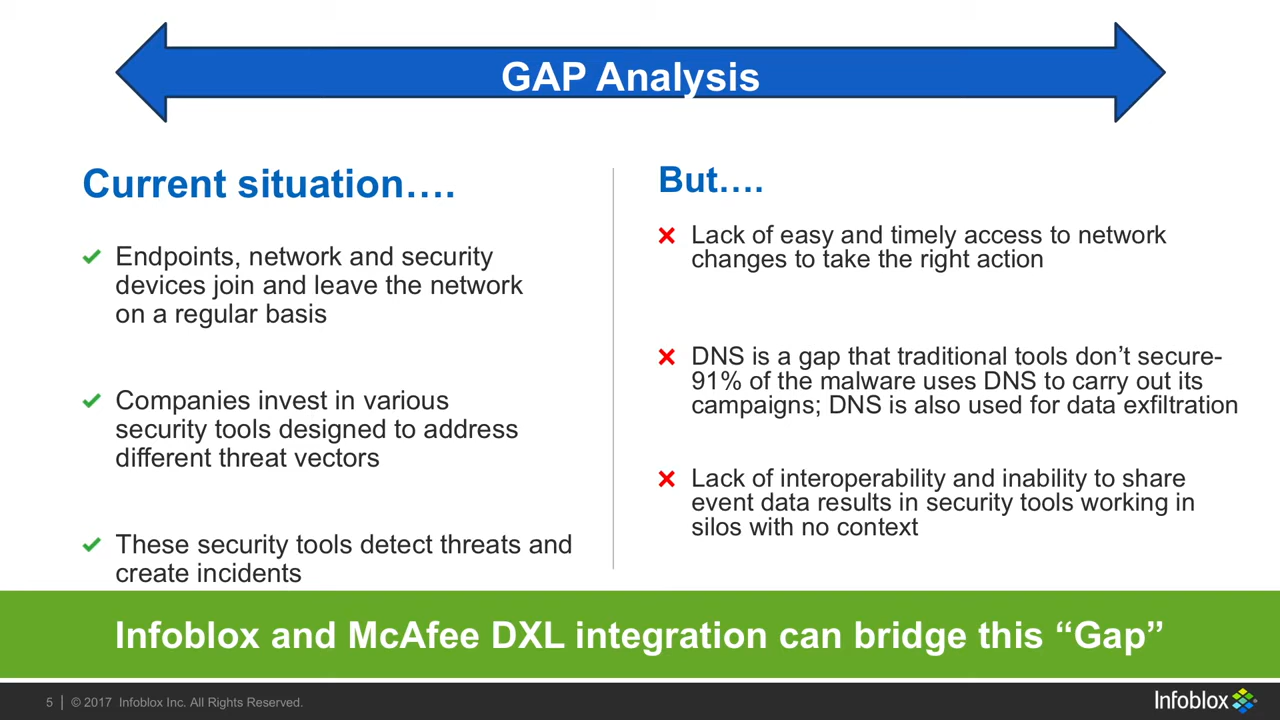 GAP Analysis
Current situation….
Endpoints, network and security
devices join and leave the network
on a regular basis
Companies invest in various
security tools designed to address
different threat vectors
These security tools detect threats and
create incidents
But….
Lack of easy and timely access to network
changes to take the right action
DNS is a gap that traditional tools don’t secure-
91% of the malware uses DNS to carry out its
campaigns; DNS is also used for data exfiltration
Lack of interoperability and inability to share
event data results in security tools working in
silos with no context
Infoblox and McAfee DXL integration can bridge this “Gap”
5 | © 2017 Infoblox Inc. All Rights Reserved.
Infoblox